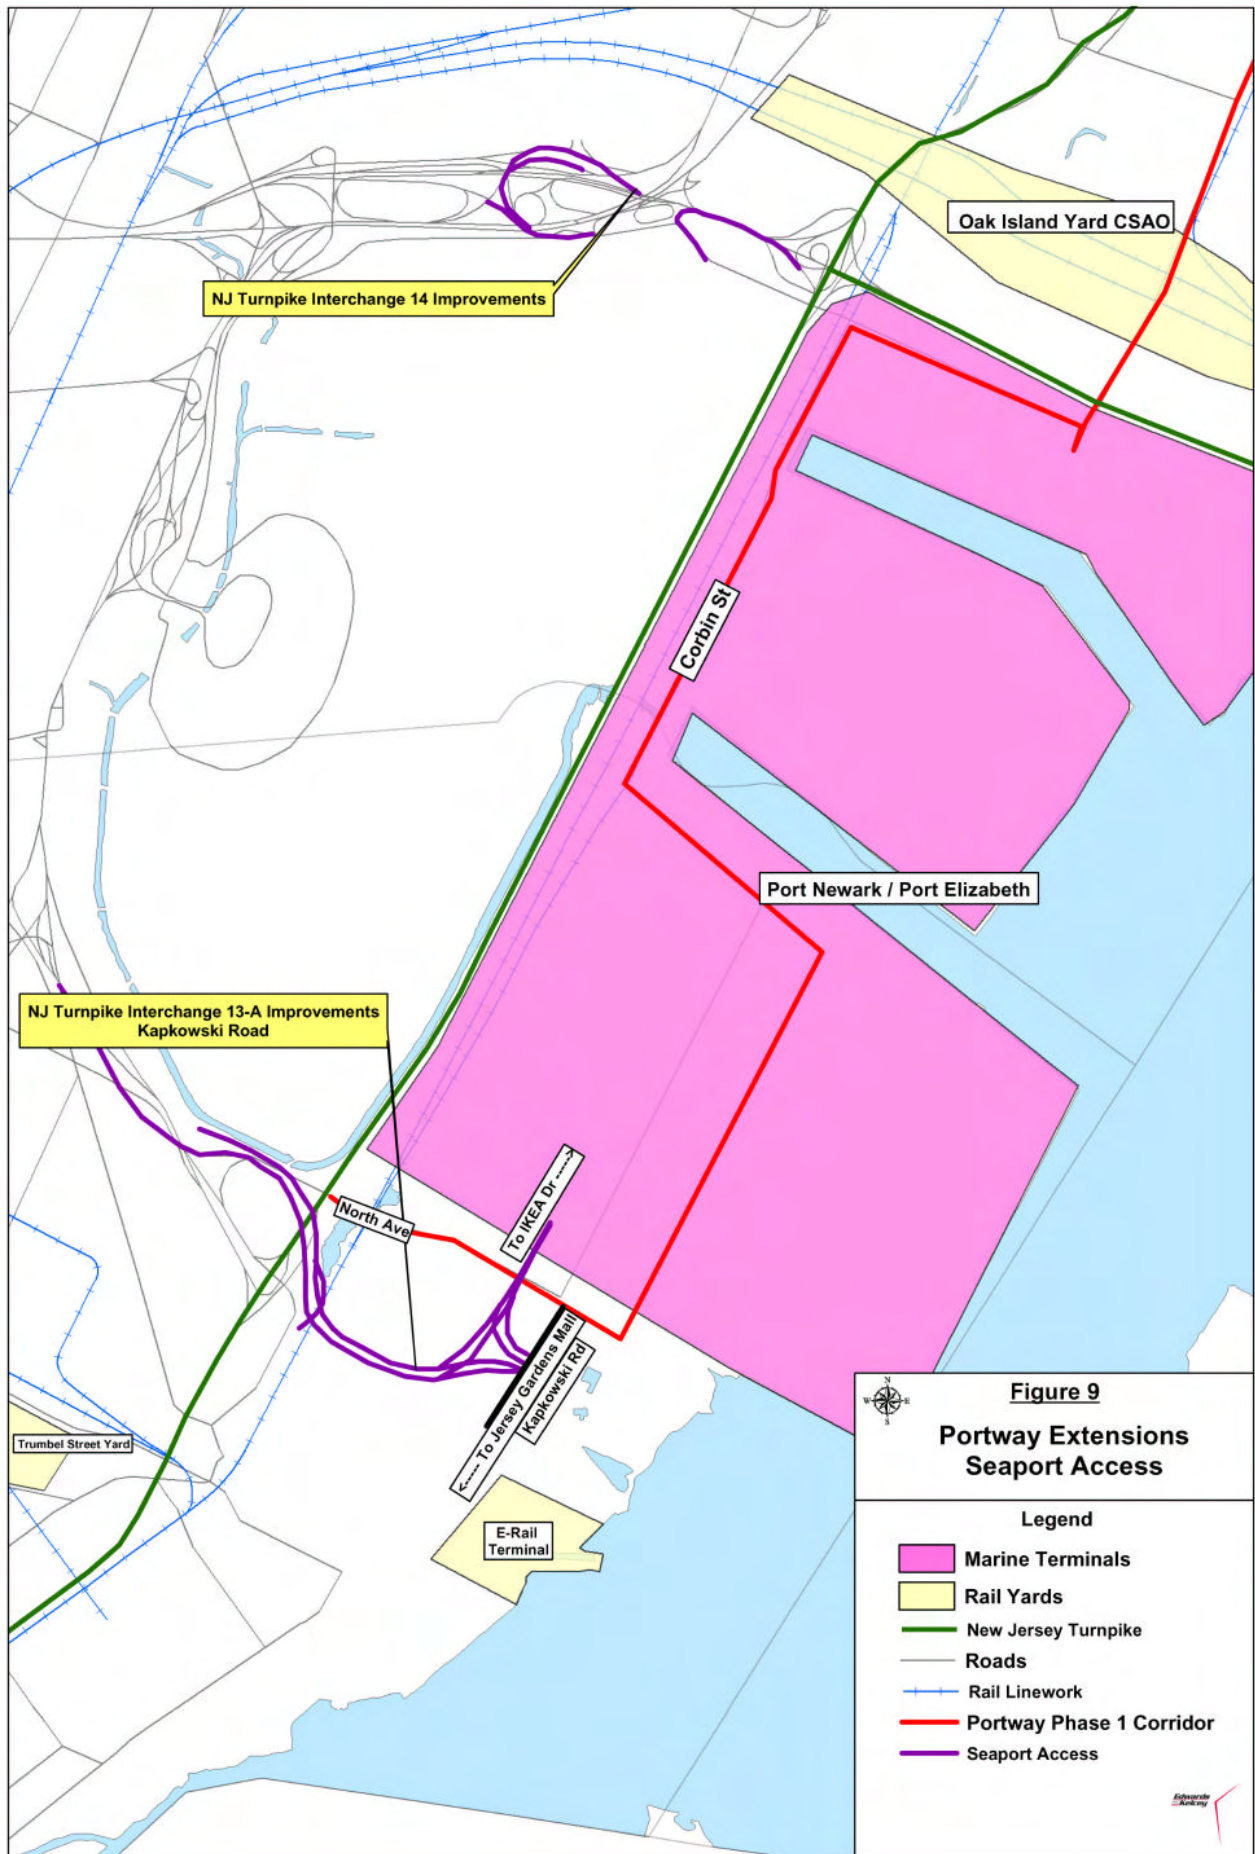 Oak Island Yard CSAO
NJ Turnpike Interchange 14 Improvements
Corbin St
Port Newark / Port Elizabeth
NJ Turnpike Interchange 13-A Improvements
Kapkowski Road
To IKEA Dr ----->
North Ave
<----- To Jersey Gardens Mall
Kapkowski Rd
Trumbel Street Yard
E-Rail
Terminal
N
W
E
S
Figure 9
Portway Extensions
Seaport Access
Legend
Marine Terminals
Rail Yards
New Jersey Turnpike
Roads
Rail Linework
Portway Phase 1 Corridor
Seaport Access
Edwards
& Kelcey